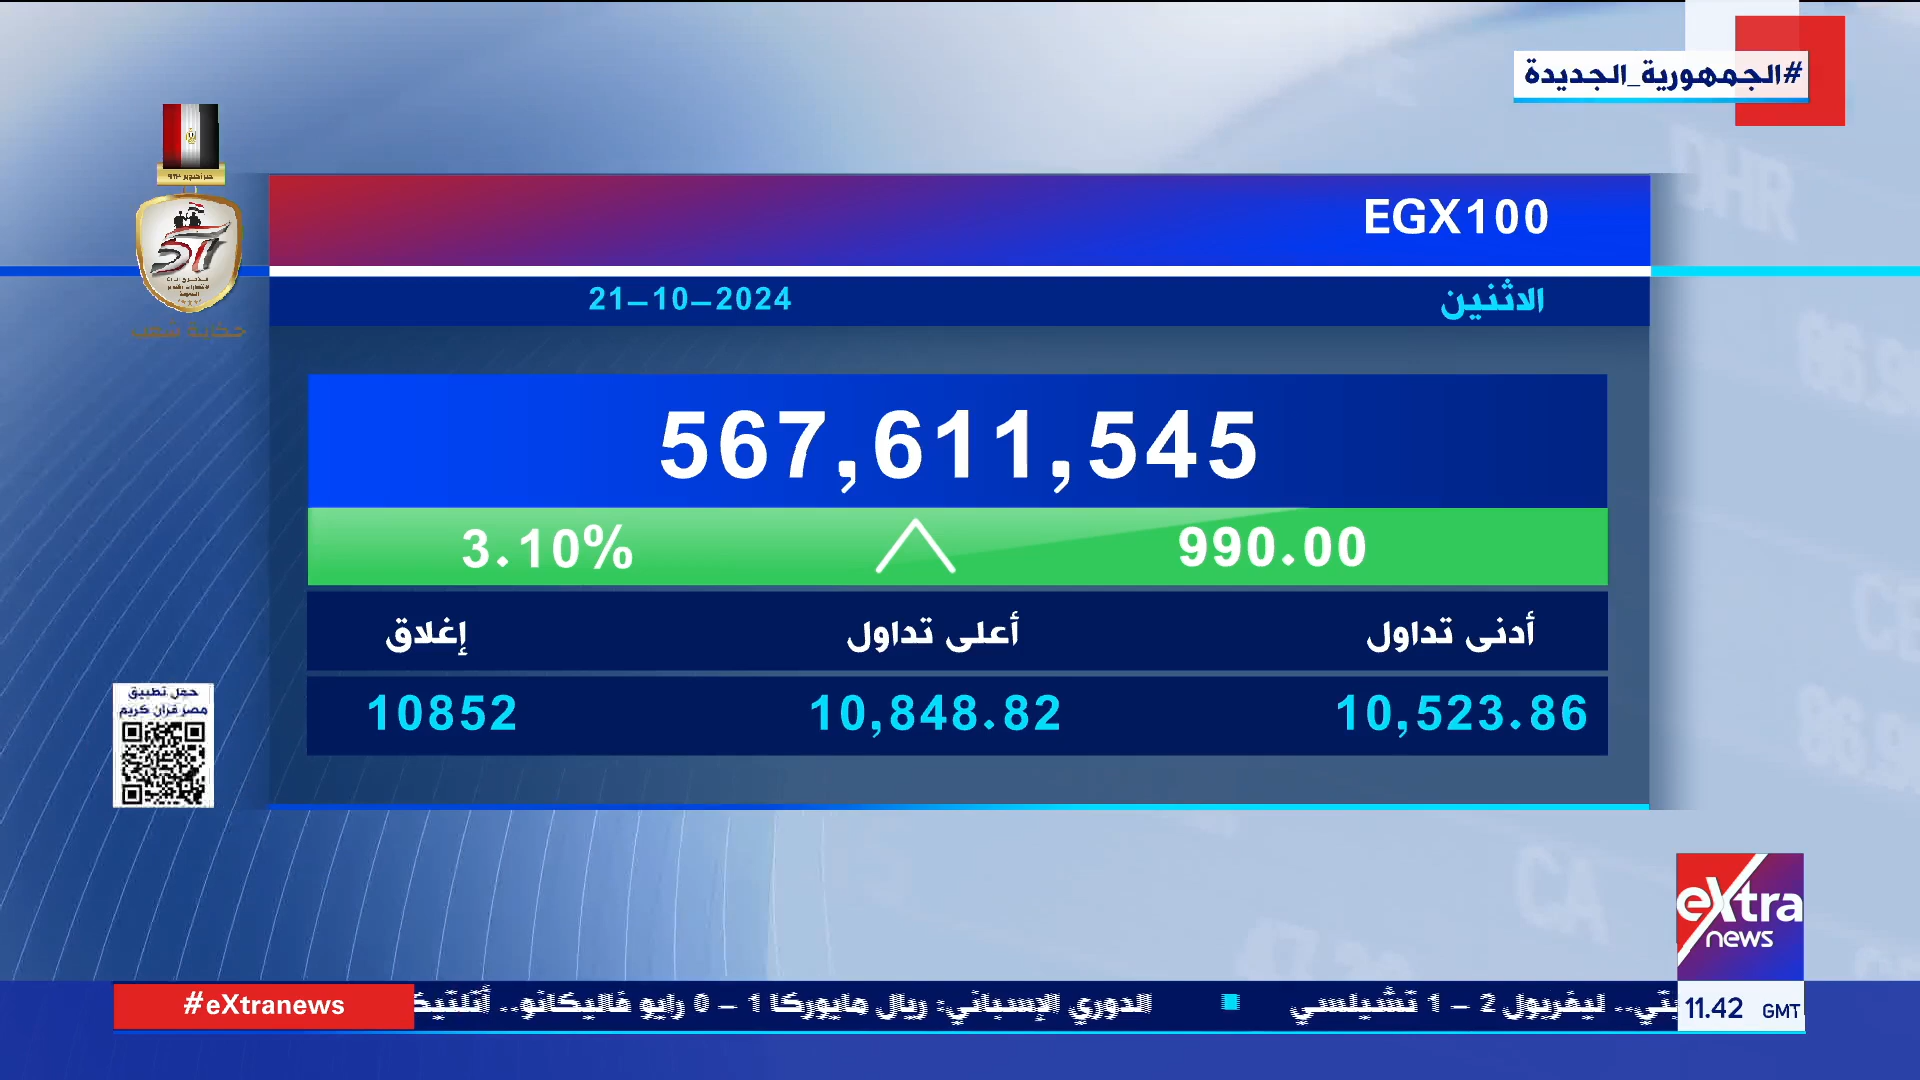 #الجمهورية_الجديدة
EGX100
الاثنين 21-10-2024
567,611,545
990.00 3.10%
أدنى تداول أعلى تداول إغلاق
10,523.86 10,848.82 10852
حمل تطبيق
مصر قرآن كريم
eXtra
news
ليفربول 2 - 1 تشيلسي الدوري الإسباني: ريال مايوركا 1 - 0 رايو فاليكانو..
#eXtranews
11.42 GMT